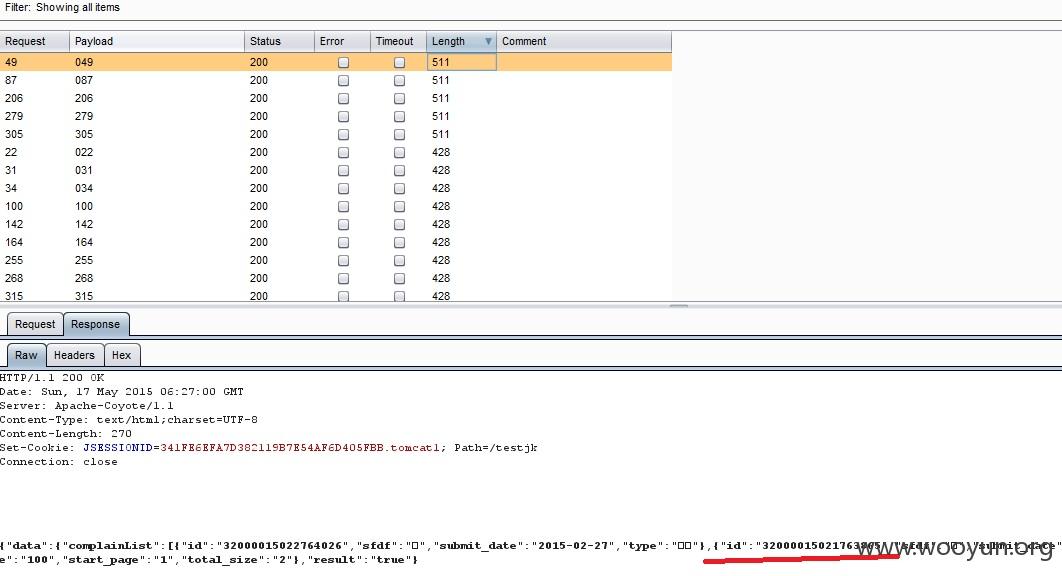 Filter: Showing all items
Request Payload Status Error Timeout Length Comment
49 049 200 511
87 087 200 511
206 206 200 511
279 279 200 511
305 305 200 511
22 022 200 428
31 031 200 428
34 034 200 428
100 100 200 428
142 142 200 428
164 164 200 428
255 255 200 428
268 268 200 428
315 315 200 428
Request Response
Raw Headers Hex
HTTP/1.1 200 OK
Date: Sun, 17 May 2015 06:27:00 GMT
Server: Apache-Coyote/1.1
Content-Type: text/html;charset=UTF-8
Content-Length: 270
Set-Cookie: JSESSIONID=341FE6EFA7D382119B7E54AF6D405FBB.tomcat1; Path=/testjk
Connection: close
{"data":{"complainList":[{"id":"32000015022764026","sfdf":"□","submit_date":"2015-02-27","type":"□□"},{"id":
e":"100","start_page":"1","total_size":"2"},"result":"true"}
www.wooyun.org